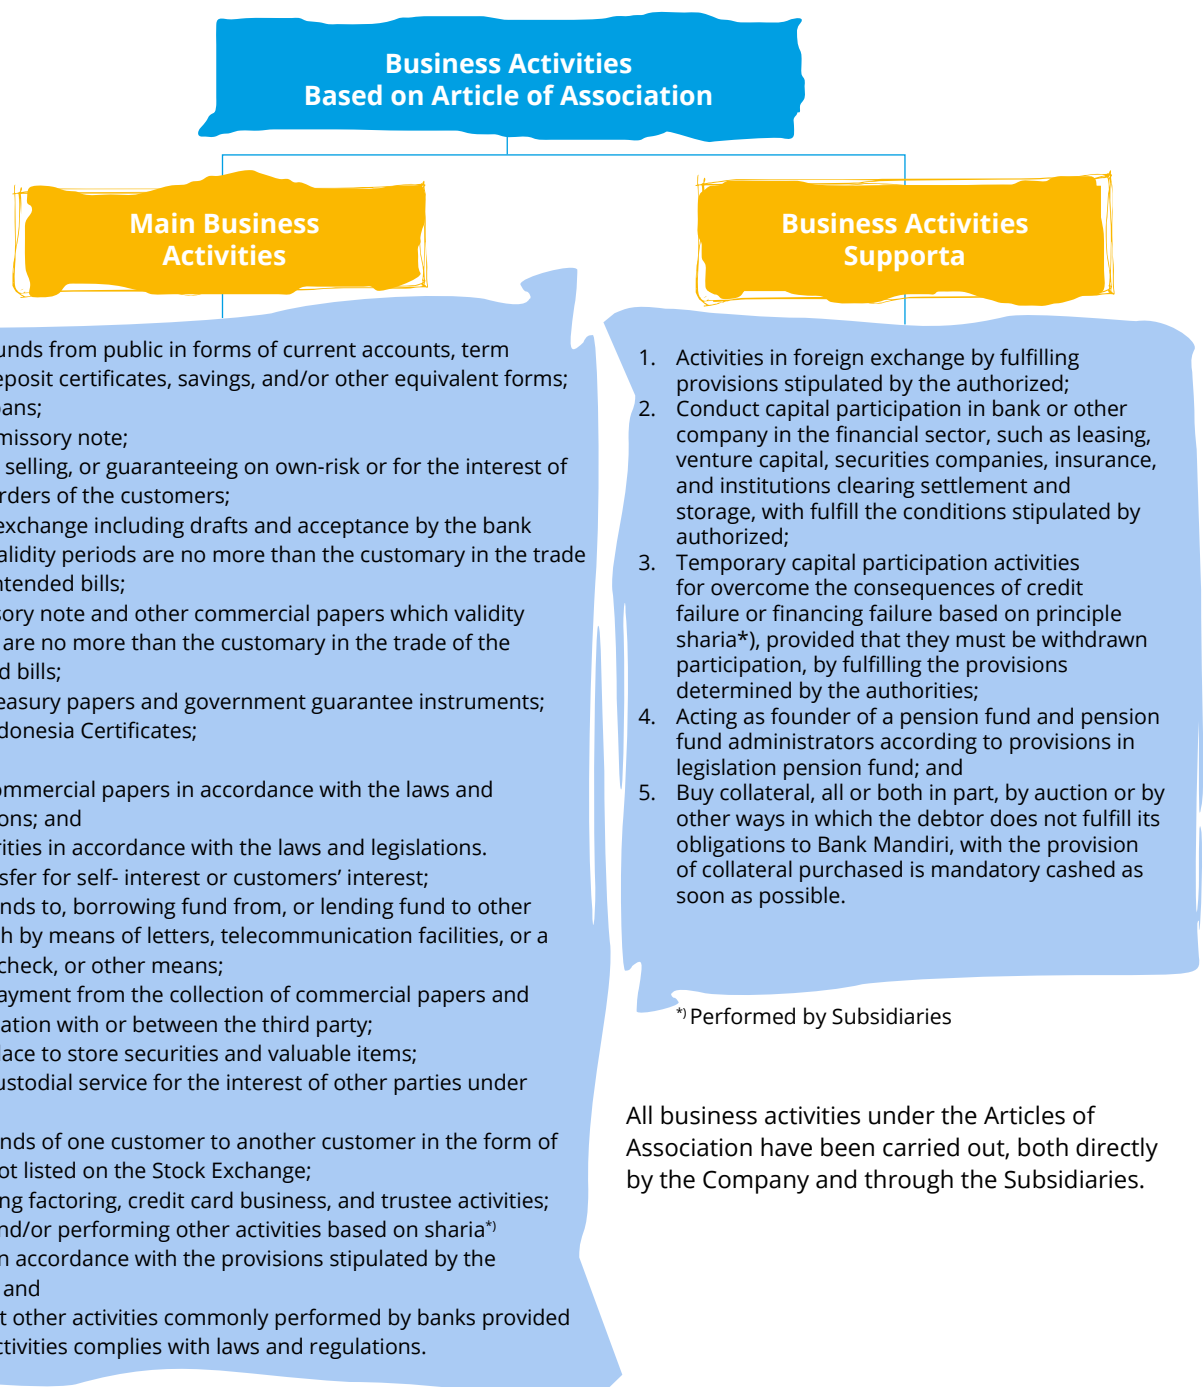 Business Activities
Based on Article of Association
Main Business
Activities
unds from public in forms of current accounts, term
eposit certificates, savings, and/or other equivalent forms;
oans;
missory note;
selling, or guaranteeing on own-risk or for the interest of
rders of the customers;
exchange including drafts and acceptance by the bank
alidity periods are no more than the customary in the trade
ntended bills;
sory note and other commercial papers which validity
are no more than the customary in the trade of the
d bills;
easury papers and government guarantee instruments;
donesia Certificates;
ommercial papers in accordance with the laws and
ons; and
rities in accordance with the laws and legislations.
sfer for self- interest or customers’ interest;
nds to, borrowing fund from, or lending fund to other
h by means of letters, telecommunication facilities, or a
check, or other means;
ayment from the collection of commercial papers and
ation with or between the third party;
lace to store securities and valuable items;
ustodial service for the interest of other parties under
nds of one customer to another customer in the form of
ot listed on the Stock Exchange;
ng factoring, credit card business, and trustee activities;
nd/or performing other activities based on sharia*)
n accordance with the provisions stipulated by the
and
t other activities commonly performed by banks provided
ctivities complies with laws and regulations.
Business Activities
Supporta
1. Activities in foreign exchange by fulfilling
provisions stipulated by the authorized;
2. Conduct capital participation in bank or other
company in the financial sector, such as leasing,
venture capital, securities companies, insurance,
and institutions clearing settlement and
storage, with fulfill the conditions stipulated by
authorized;
3. Temporary capital participation activities
for overcome the consequences of credit
failure or financing failure based on principle
sharia*), provided that they must be withdrawn
participation, by fulfilling the provisions
determined by the authorities;
4. Acting as founder of a pension fund and pension
fund administrators according to provisions in
legislation pension fund; and
5. Buy collateral, all or both in part, by auction or by
other ways in which the debtor does not fulfill its
obligations to Bank Mandiri, with the provision
of collateral purchased is mandatory cashed as
soon as possible.
*) Performed by Subsidiaries
All business activities under the Articles of
Association have been carried out, both directly
by the Company and through the Subsidiaries.